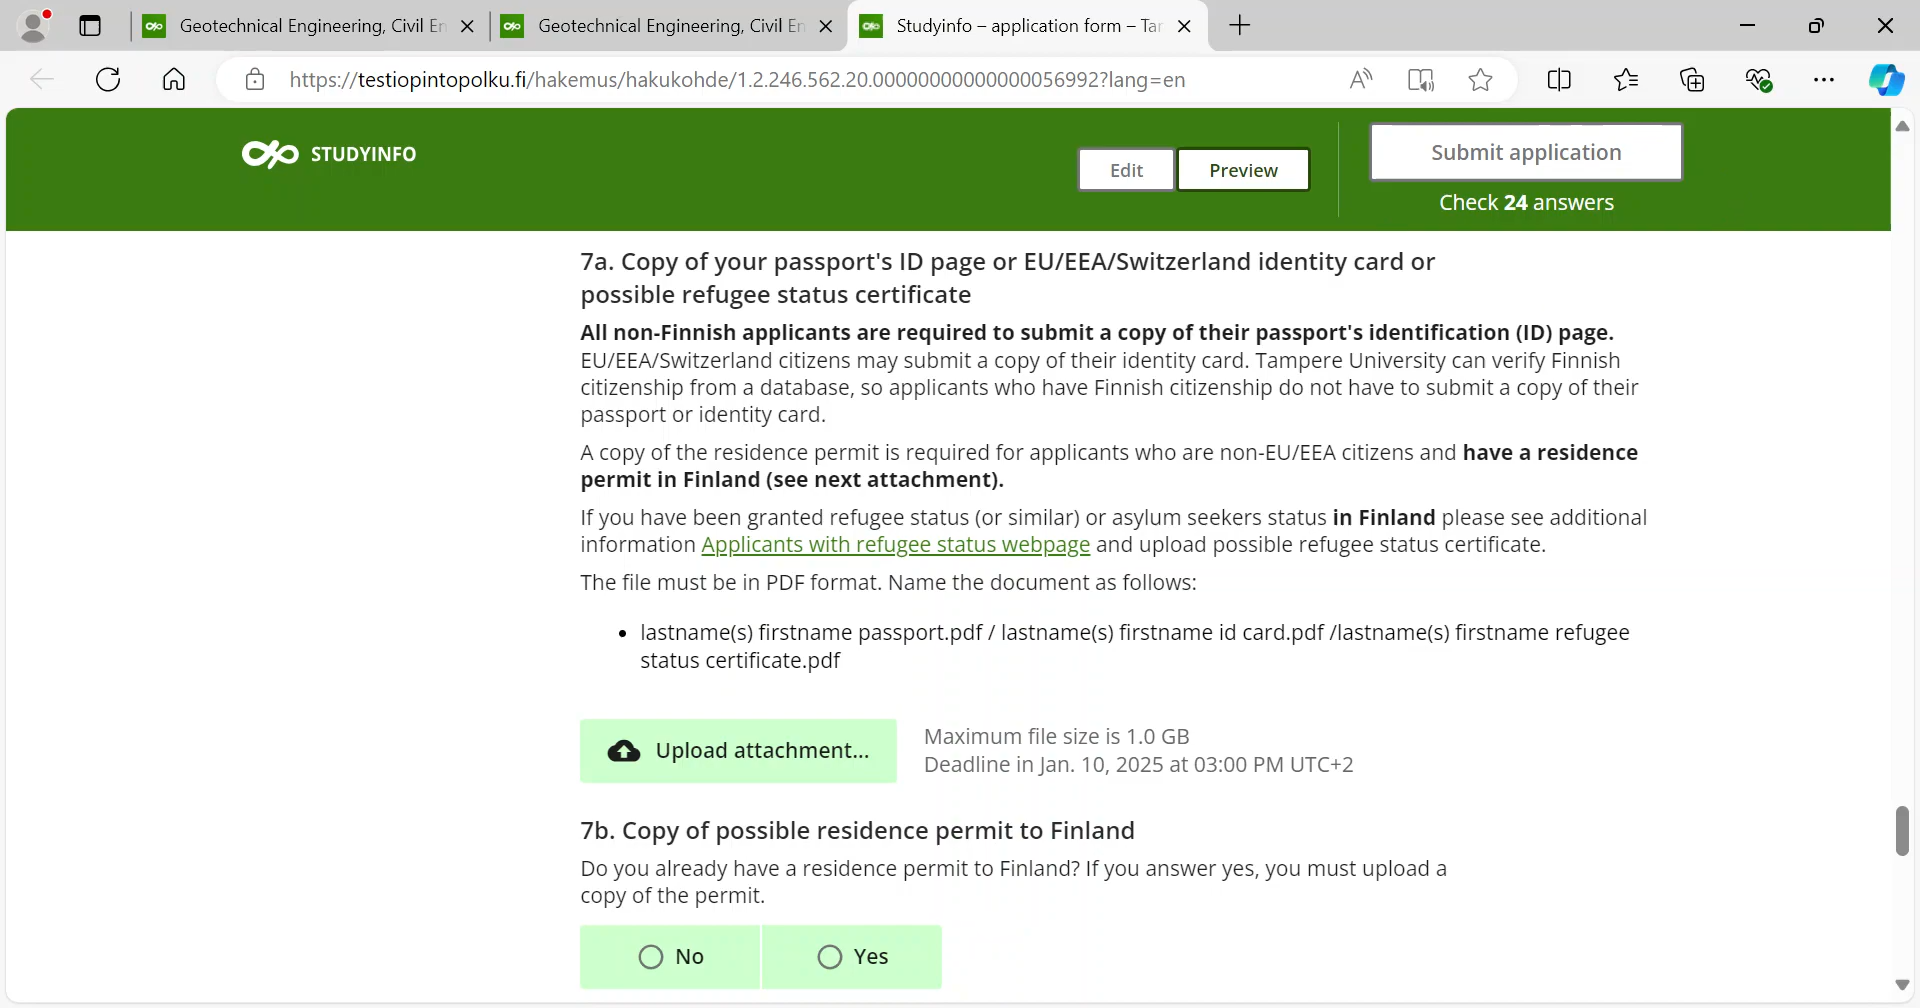 Geotechnical Engineering, Civil En
Geotechnical Engineering, Civil En
Studyinfo – application form – Tar
https://testiopintopolku.fi/hakemus/hakukohde/1.2.246.562.20.00000000000000056992?lang=en
STUDYINFO
Edit
Preview
Submit application
Check 24 answers
7a. Copy of your passport's ID page or EU/EEA/Switzerland identity card or
possible refugee status certificate
All non-Finnish applicants are required to submit a copy of their passport's identification (ID) page.
EU/EEA/Switzerland citizens may submit a copy of their identity card. Tampere University can verify Finnish
citizenship from a database, so applicants who have Finnish citizenship do not have to submit a copy of their
passport or identity card.
A copy of the residence permit is required for applicants who are non-EU/EEA citizens and have a residence
permit in Finland (see next attachment).
If you have been granted refugee status (or similar) or asylum seekers status in Finland please see additional
information Applicants with refugee status webpage and upload possible refugee status certificate.
The file must be in PDF format. Name the document as follows:
• lastname(s) firstname passport.pdf / lastname(s) firstname id card.pdf /lastname(s) firstname refugee
status certificate.pdf
Upload attachment...
Maximum file size is 1.0 GB
Deadline in Jan. 10, 2025 at 03:00 PM UTC+2
7b. Copy of possible residence permit to Finland
Do you already have a residence permit to Finland? If you answer yes, you must upload a
copy of the permit.
No
Yes